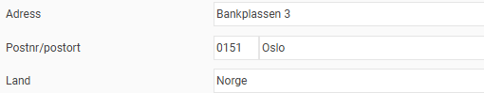 Adress Bankplassen 3
Postnr/postort 0151 Oslo
Land Norge